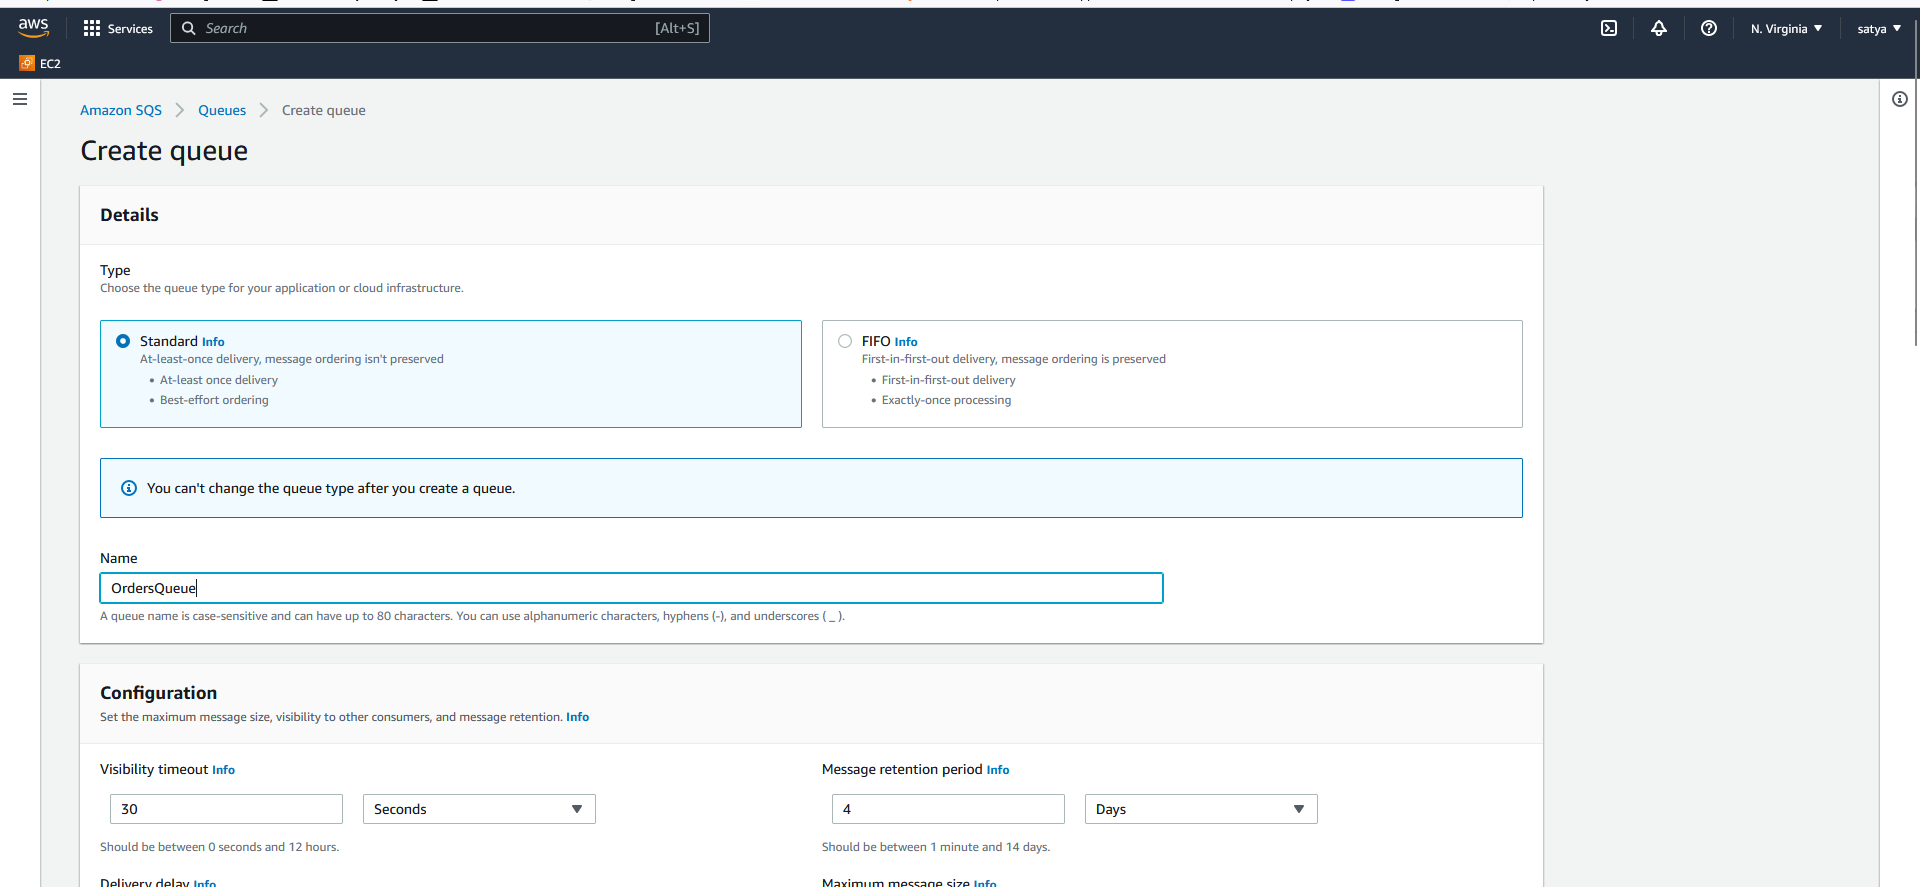 aws Services Search [Alt+S] N. Virginia satya
EC2
Amazon SQS Queues Create queue
Create queue
Details
Type
Choose the queue type for your application or cloud infrastructure.
Standard Info
At-least-once delivery, message ordering isn't preserved
• At-least once delivery
• Best-effort ordering
FIFO Info
First-in-first-out delivery, message ordering is preserved
• First-in-first-out delivery
• Exactly-once processing
You can't change the queue type after you create a queue.
Name
OrdersQueue
A queue name is case-sensitive and can have up to 80 characters. You can use alphanumeric characters, hyphens (-), and underscores ( _ ).
Configuration
Set the maximum message size, visibility to other consumers, and message retention. Info
Visibility timeout Info
30 Seconds
Should be between 0 seconds and 12 hours.
Message retention period Info
4 Days
Should be between 1 minute and 14 days.
Delivery delay Info
Maximum message size Info